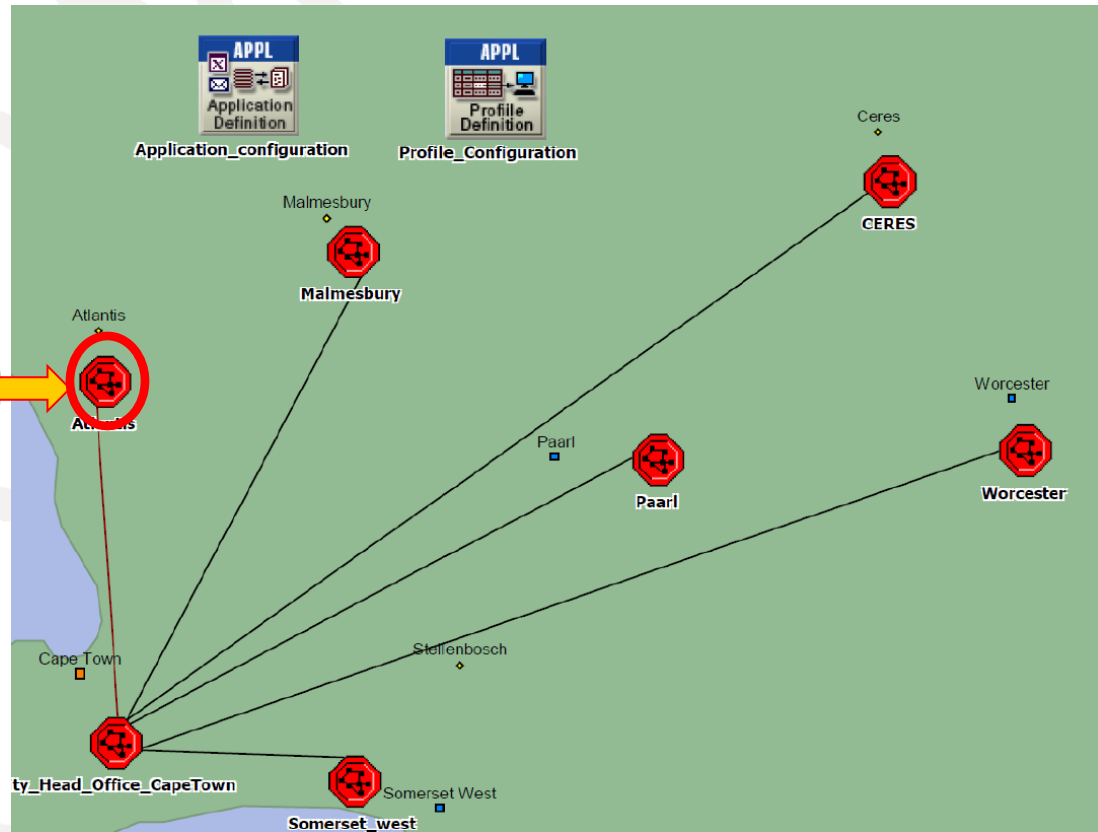 APPL
Application
Definition
Application_configuration
APPL
Profile
Definition
Profile_Configuration
Ceres
CERES
Malmesbury
Malmesbury
Atlantis
Atlantis
Worcester
Worcester
Paarl
Paarl
Stellenbosch
Cape Town
ty_Head_Office_CapeTown
Somerset West
Somerset_west